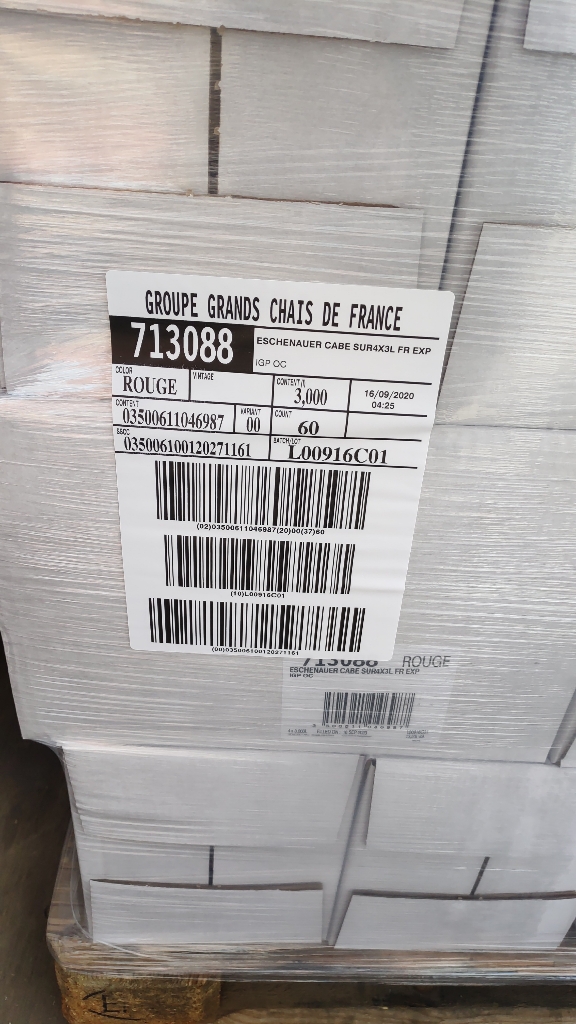 GROUPE GRANDS CHAIS DE FRANCE
713088
ESCHENAUER CABE SUR4X3L FR EXP
IGP OC
COLOR
ROUGE
VINTAGE
CONTENT (l)
3,000
16/09/2020
04:25
CONTENT
03500611046987
VARIANT
00
COUNT
60
SSCC
035006100120271161
BATCH/LOT
L00916C01
(02)03500611046987(20)00(37)60
(10)L00916C01
(00)035006100120271161
713088 ROUGE
ESCHENAUER CABE SUR4X3L FR EXP
IGP OC